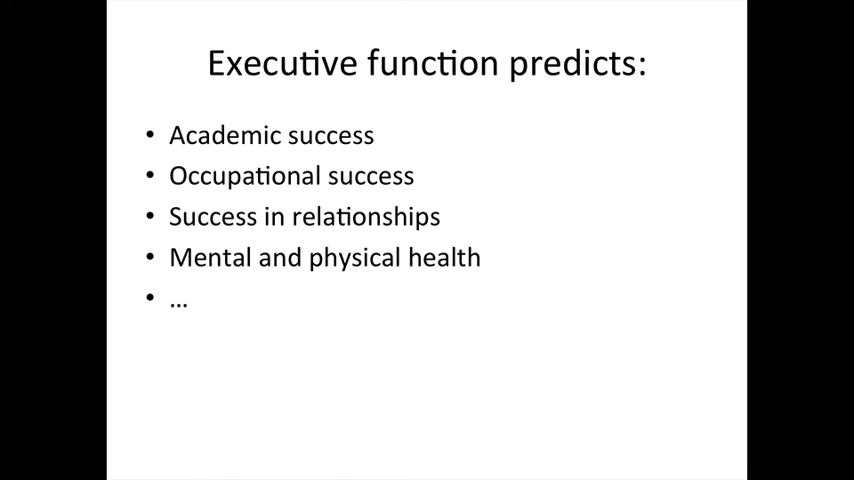 Executive function predicts:
• Academic success
• Occupational success
• Success in relationships
• Mental and physical health
• ...